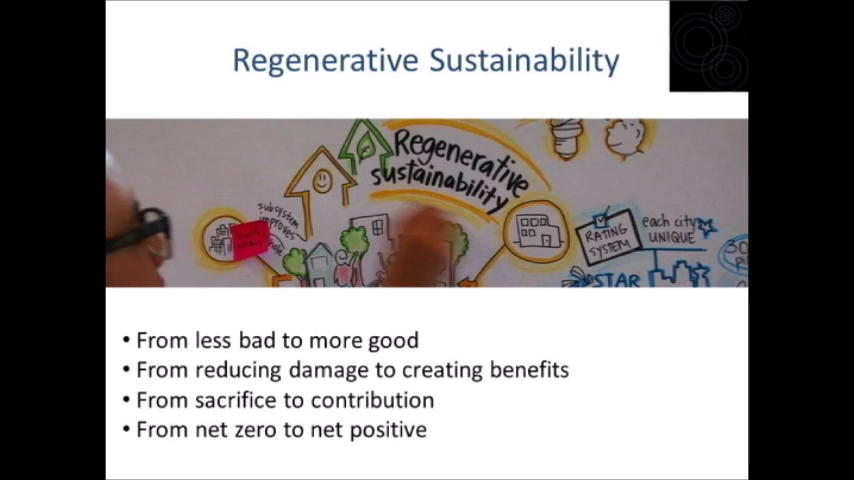 Regenerative Sustainability
Regenerative
sustainability
subsystem
improves
each city
UNIQUE
RATING
SYSTEM
STAR
• From less bad to more good
• From reducing damage to creating benefits
• From sacrifice to contribution
• From net zero to net positive